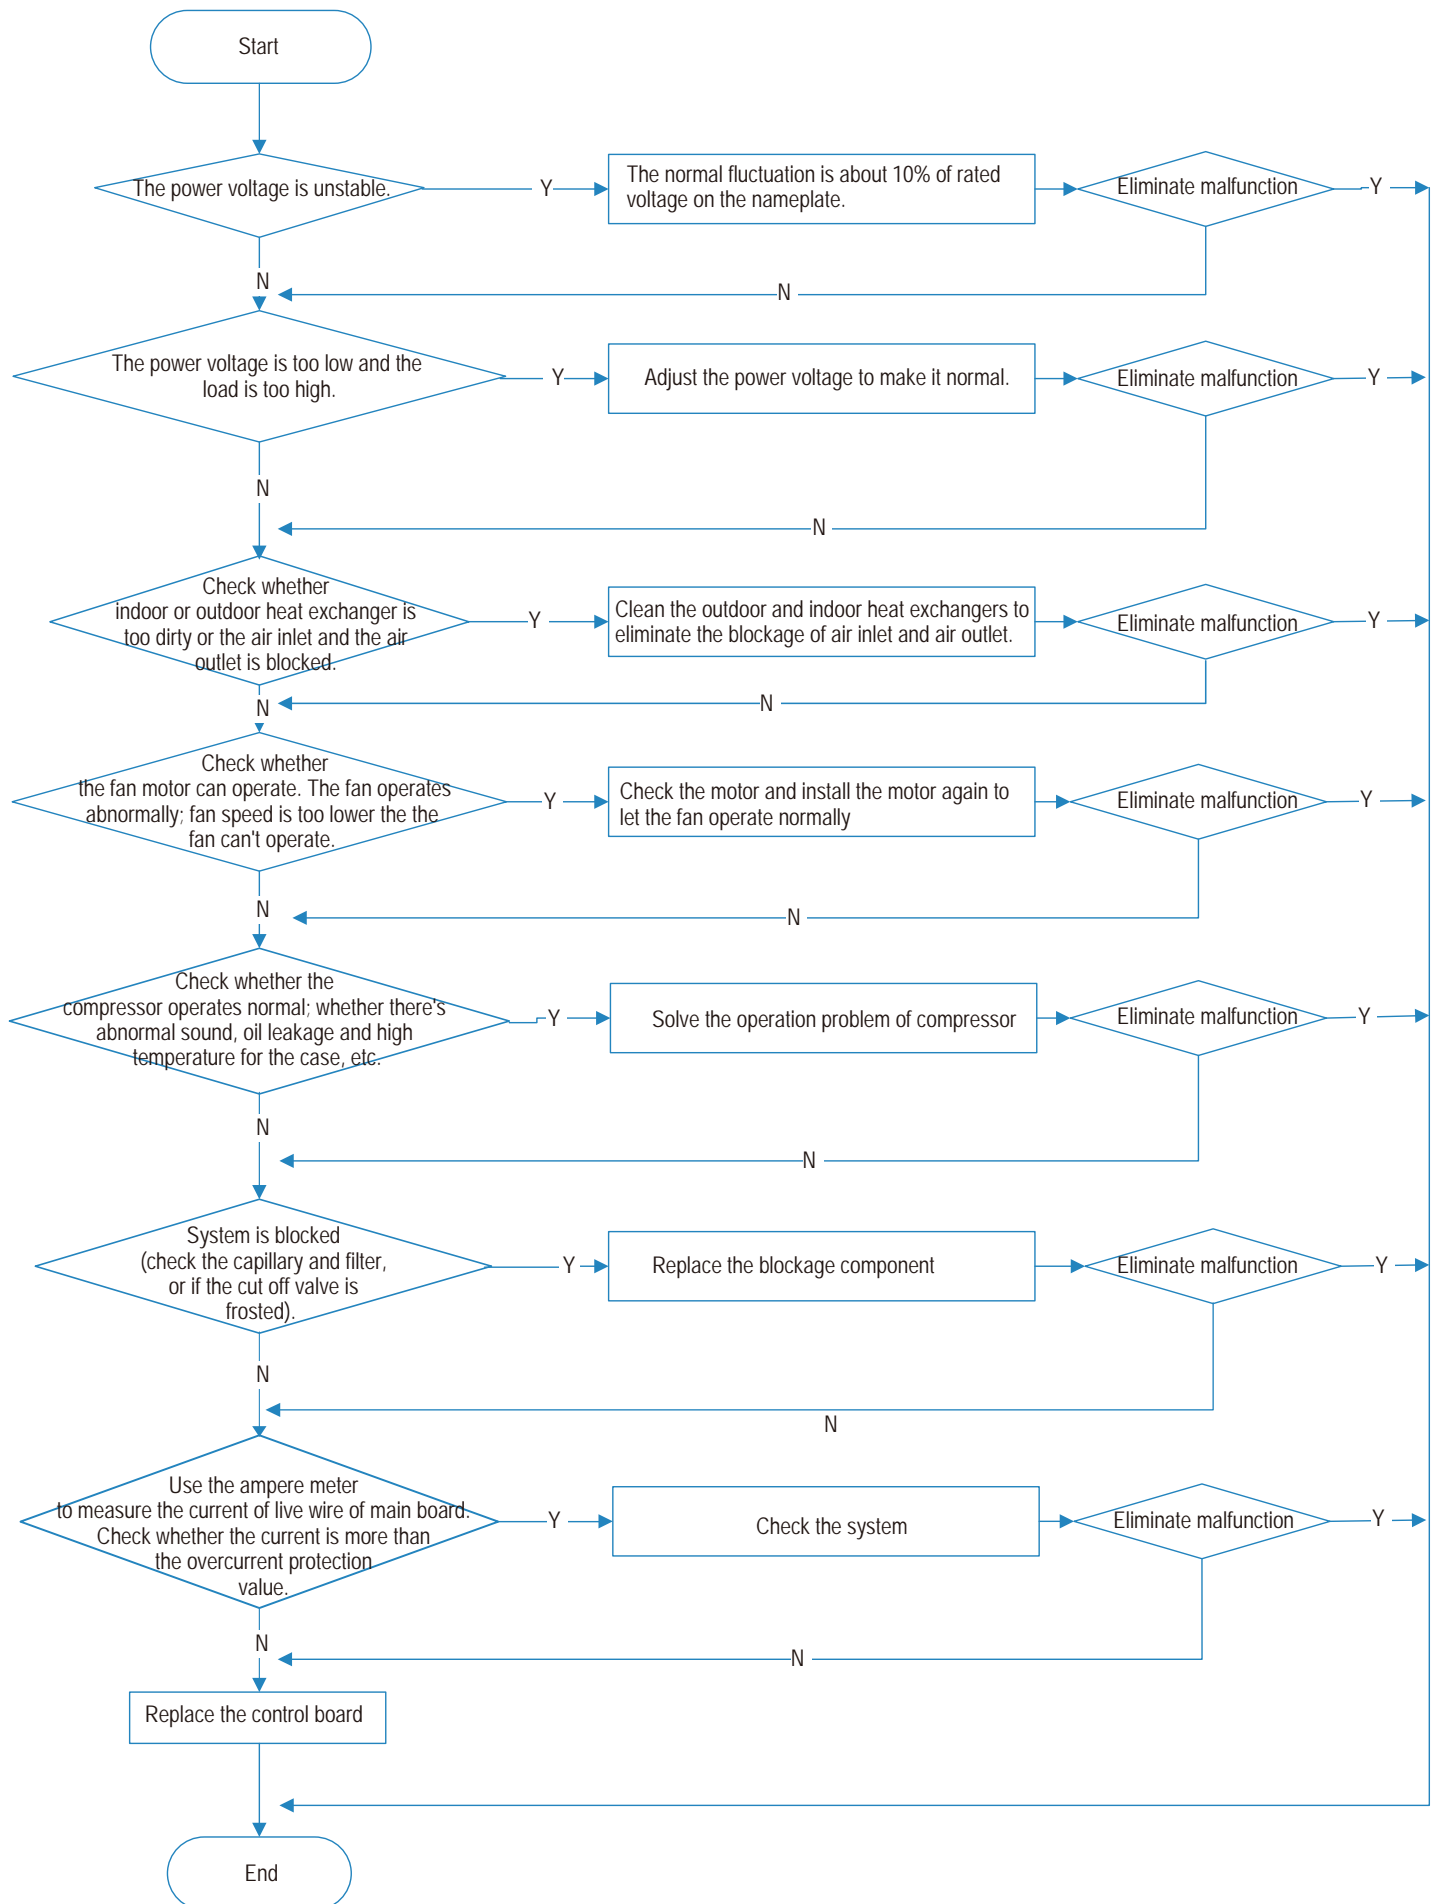 Start
The power voltage is unstable.
Y
The normal fluctuation is about 10% of rated
voltage on the nameplate.
Eliminate malfunction
Y
N
N
The power voltage is too low and the
load is too high.
Y
Adjust the power voltage to make it normal.
Eliminate malfunction
Y
N
N
Check whether
indoor or outdoor heat exchanger is
too dirty or the air inlet and the air
outlet is blocked.
Y
Clean the outdoor and indoor heat exchangers to
eliminate the blockage of air inlet and air outlet.
Eliminate malfunction
Y
N
N
Check whether
the fan motor can operate. The fan operates
abnormally; fan speed is too lower the the
fan can't operate.
Y
Check the motor and install the motor again to
let the fan operate normally
Eliminate malfunction
Y
N
N
Check whether the
compressor operates normal; whether there's
abnormal sound, oil leakage and high
temperature for the case, etc.
Y
Solve the operation problem of compressor
Eliminate malfunction
Y
N
N
System is blocked
(check the capillary and filter,
or if the cut off valve is
frosted).
Y
Replace the blockage component
Eliminate malfunction
Y
N
N
Use the ampere meter
to measure the current of live wire of main board.
Check whether the current is more than
the overcurrent protection
value.
Y
Check the system
Eliminate malfunction
Y
N
N
Replace the control board
End